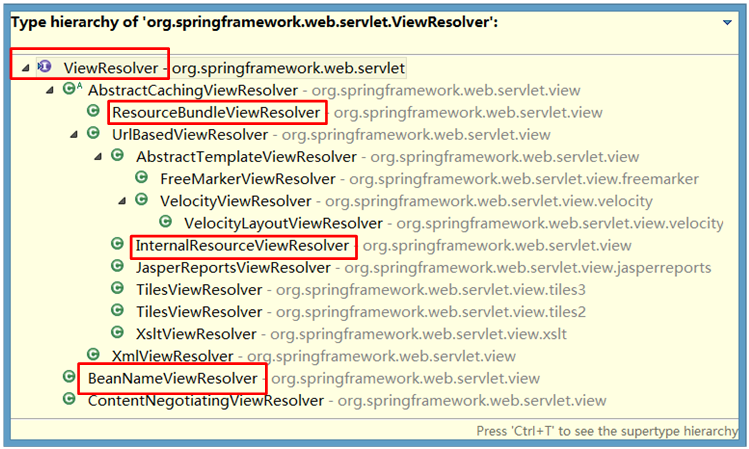 Type hierarchy of 'org.springframework.web.servlet.ViewResolver':
ViewResolver - org.springframework.web.servlet
AbstractCachingViewResolver - org.springframework.web.servlet.view
ResourceBundleViewResolver - org.springframework.web.servlet.view
UrlBasedViewResolver - org.springframework.web.servlet.view
AbstractTemplateViewResolver - org.springframework.web.servlet.view
FreeMarkerViewResolver - org.springframework.web.servlet.view.freemarker
VelocityViewResolver - org.springframework.web.servlet.view.velocity
VelocityLayoutViewResolver - org.springframework.web.servlet.view.velocity
InternalResourceViewResolver - org.springframework.web.servlet.view
JasperReportsViewResolver - org.springframework.web.servlet.view.jasperreports
TilesViewResolver - org.springframework.web.servlet.view.tiles3
TilesViewResolver - org.springframework.web.servlet.view.tiles2
XsltViewResolver - org.springframework.web.servlet.view.xslt
XmlViewResolver - org.springframework.web.servlet.view
BeanNameViewResolver - org.springframework.web.servlet.view
ContentNegotiatingViewResolver - org.springframework.web.servlet.view
Press 'Ctrl+T' to see the supertype hierarchy